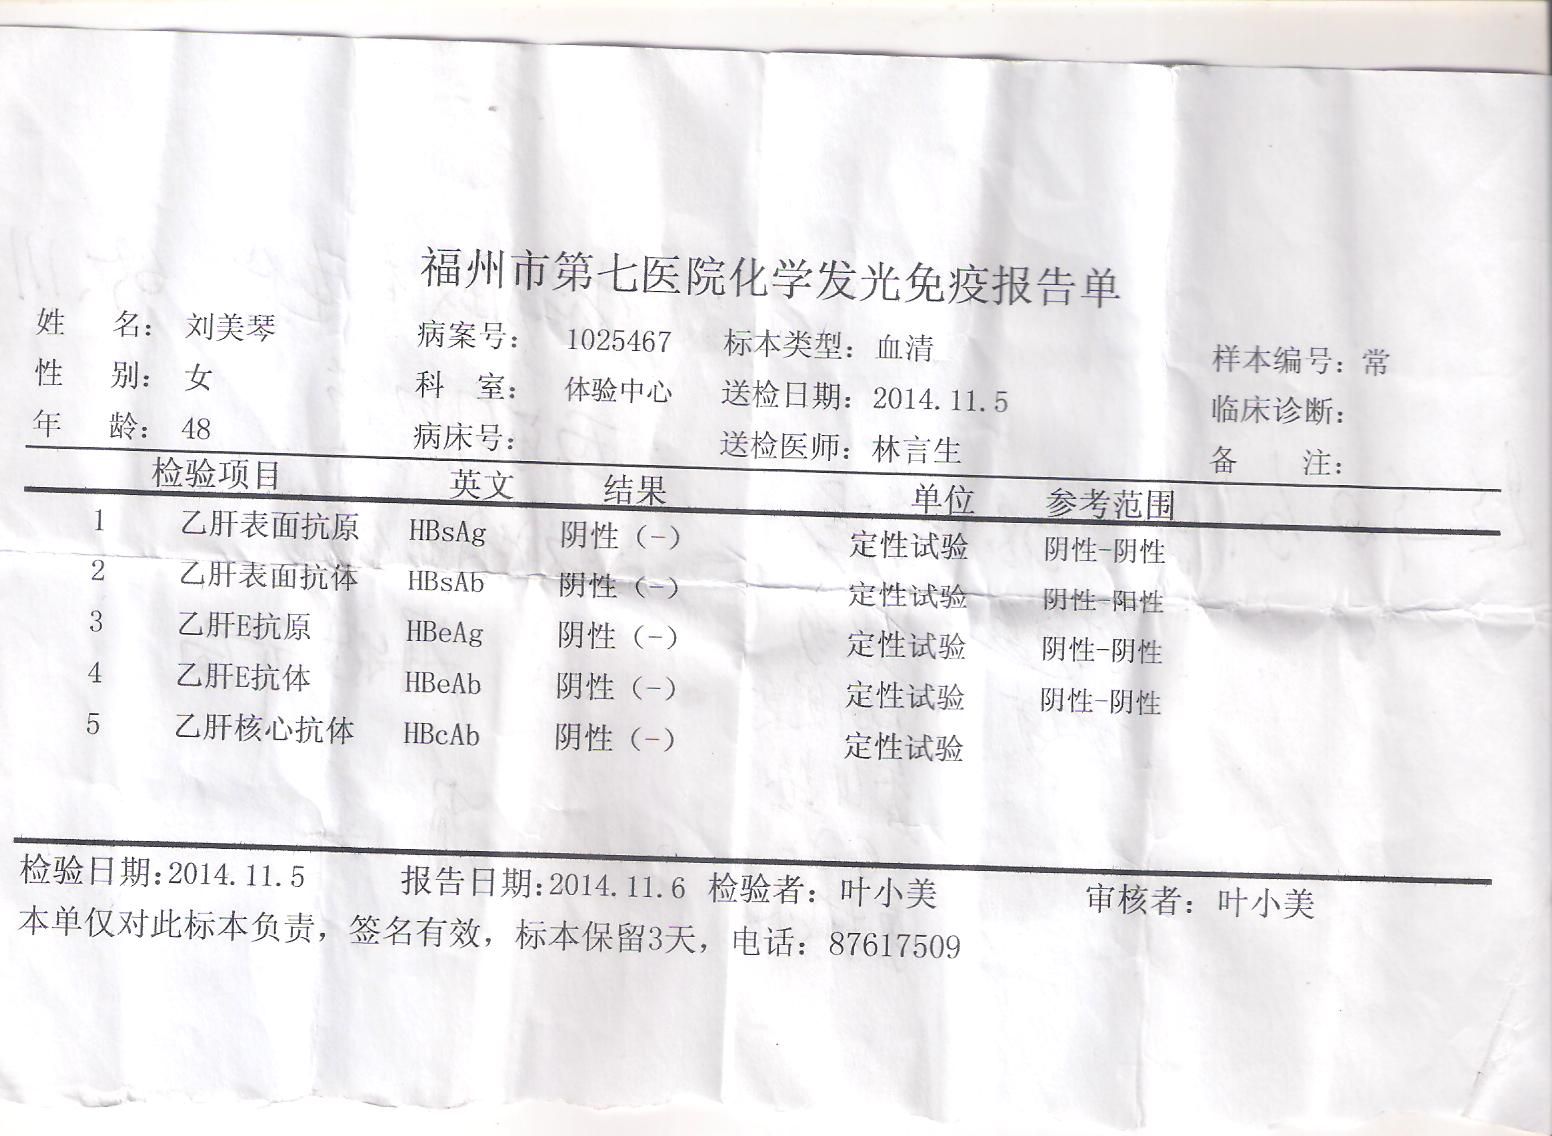 福州市第七医院化学发光免疫报告单
姓 名： 刘美琴 病案号： 1025467 标本类型：血清 样本编号：常
性 别： 女 科 室： 体验中心 送检日期：2014.11.5 临床诊断：
年 龄： 48 病床号： 送检医师：林言生 备 注：
检验项目 英文 结果 单位 参考范围
1 乙肝表面抗原 HBsAg 阴性（-） 定性试验 阴性-阴性
2 乙肝表面抗体 HBsAb 阴性（-） 定性试验 阴性-阳性
3 乙肝E抗原 HBeAg 阴性（-） 定性试验 阴性-阴性
4 乙肝E抗体 HBeAb 阴性（-） 定性试验 阴性-阴性
5 乙肝核心抗体 HBcAb 阴性（-） 定性试验
检验日期:2014.11.5 报告日期:2014.11.6 检验者：叶小美 审核者：叶小美
本单仅对此标本负责，签名有效，标本保留3天，电话：87617509